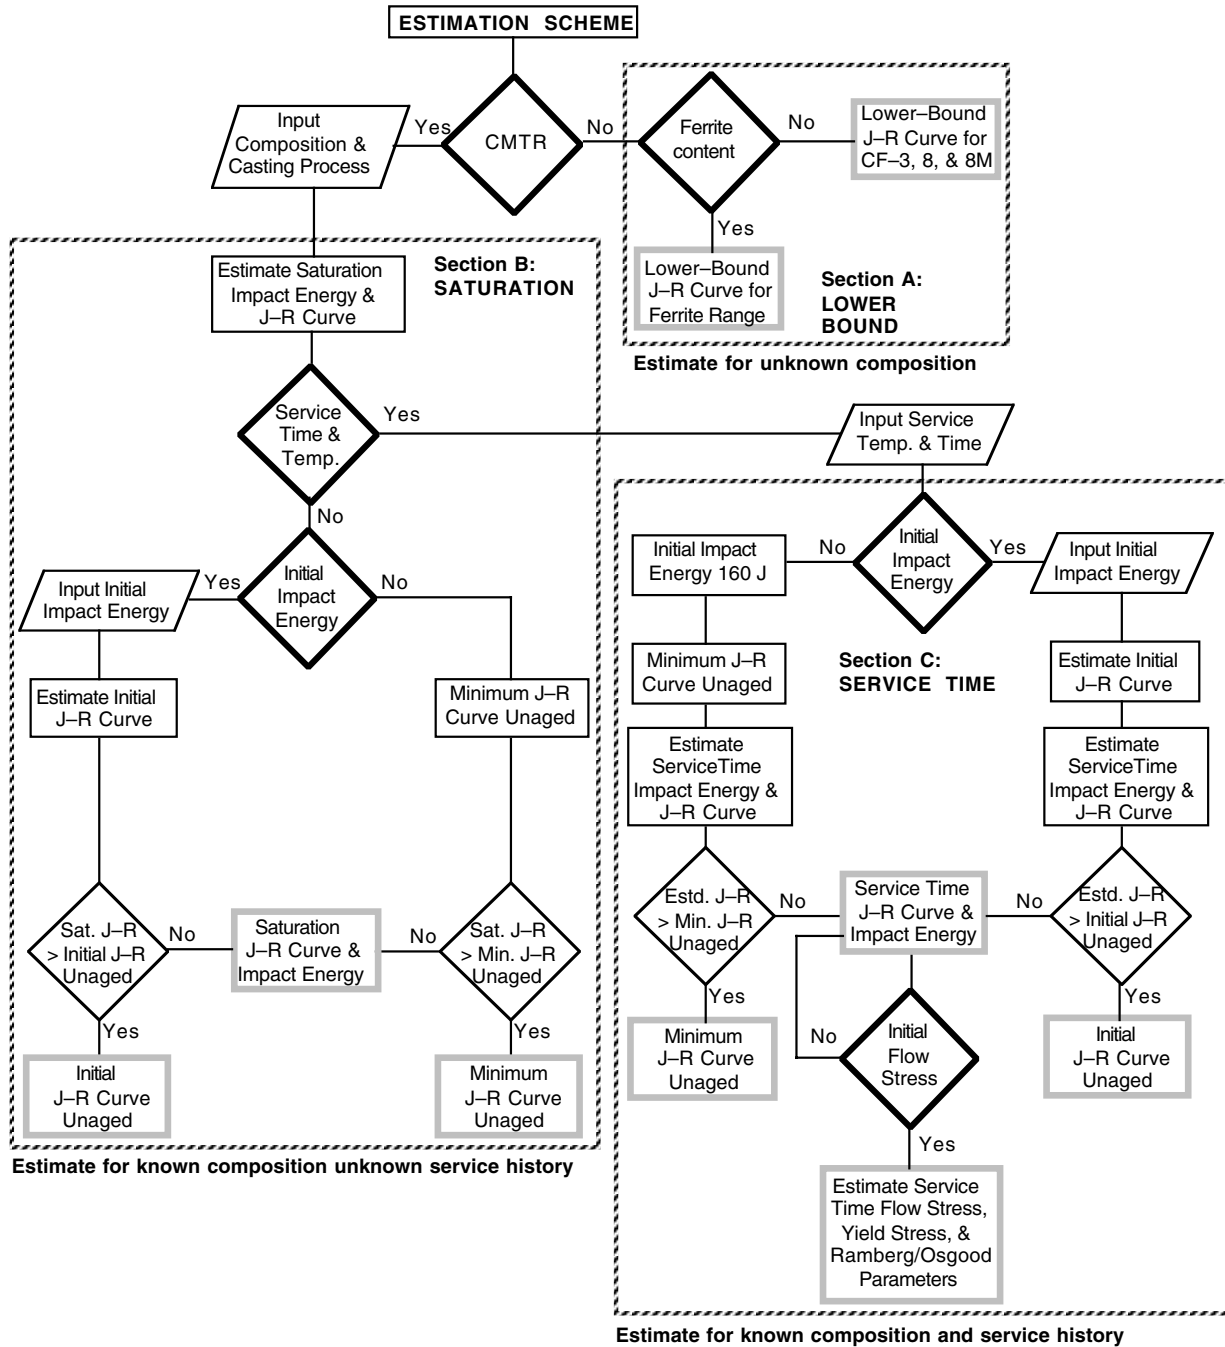 ESTIMATION SCHEME
CMTR
Yes
No
Input
Composition &
Casting Process
Ferrite
content
No
Yes
Lower–Bound
J–R Curve for
CF–3, 8, & 8M
Lower–Bound
J–R Curve for
Ferrite Range
Section A:
LOWER
BOUND
Estimate for unknown composition
Section B:
SATURATION
Estimate Saturation
Impact Energy &
J–R Curve
Service
Time &
Temp.
Yes
No
Input Service
Temp. & Time
Initial
Impact
Energy
Yes
No
Input Initial
Impact Energy
Estimate Initial
J–R Curve
Minimum J–R
Curve Unaged
Sat. J–R
> Initial J–R
Unaged
No
Yes
Saturation
J–R Curve &
Impact Energy
No
Sat. J–R
> Min. J–R
Unaged
Yes
Initial
J–R Curve
Unaged
Minimum
J–R Curve
Unaged
Estimate for known composition unknown service history
Initial
Impact
Energy
No
Yes
Initial Impact
Energy 160 J
Input Initial
Impact Energy
Section C:
SERVICE TIME
Minimum J–R
Curve Unaged
Estimate Initial
J–R Curve
Estimate
ServiceTime
Impact Energy &
J–R Curve
Estimate
ServiceTime
Impact Energy &
J–R Curve
Estd. J–R
> Min. J–R
Unaged
No
Yes
Service Time
J–R Curve &
Impact Energy
No
Estd. J–R
> Initial J–R
Unaged
Yes
Minimum
J–R Curve
Unaged
No
Initial
Flow
Stress
Yes
Initial
J–R Curve
Unaged
Estimate Service
Time Flow Stress,
Yield Stress, &
Ramberg/Osgood
Parameters
Estimate for known composition and service history